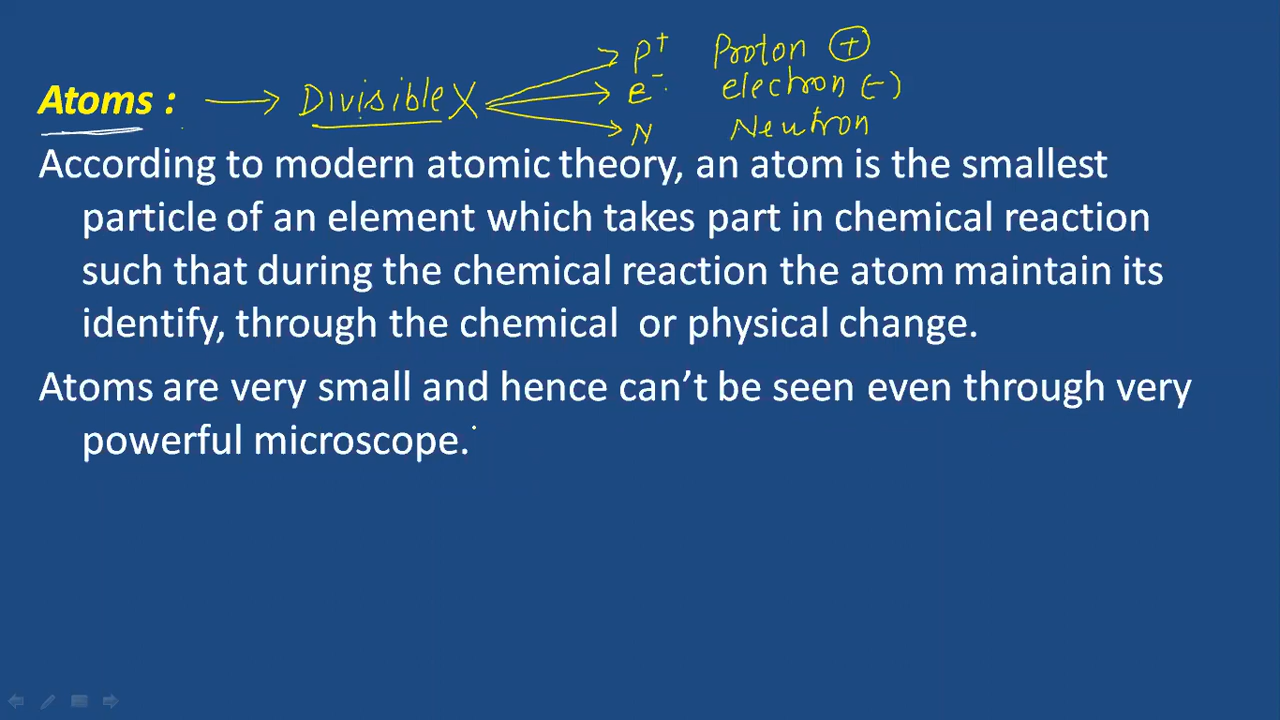 Atoms : → Divisible X
p+ Proton (+)
e- electron (-)
N Neutron
According to modern atomic theory, an atom is the smallest
particle of an element which takes part in chemical reaction
such that during the chemical reaction the atom maintain its
identify, through the chemical or physical change.
Atoms are very small and hence can’t be seen even through very
powerful microscope.